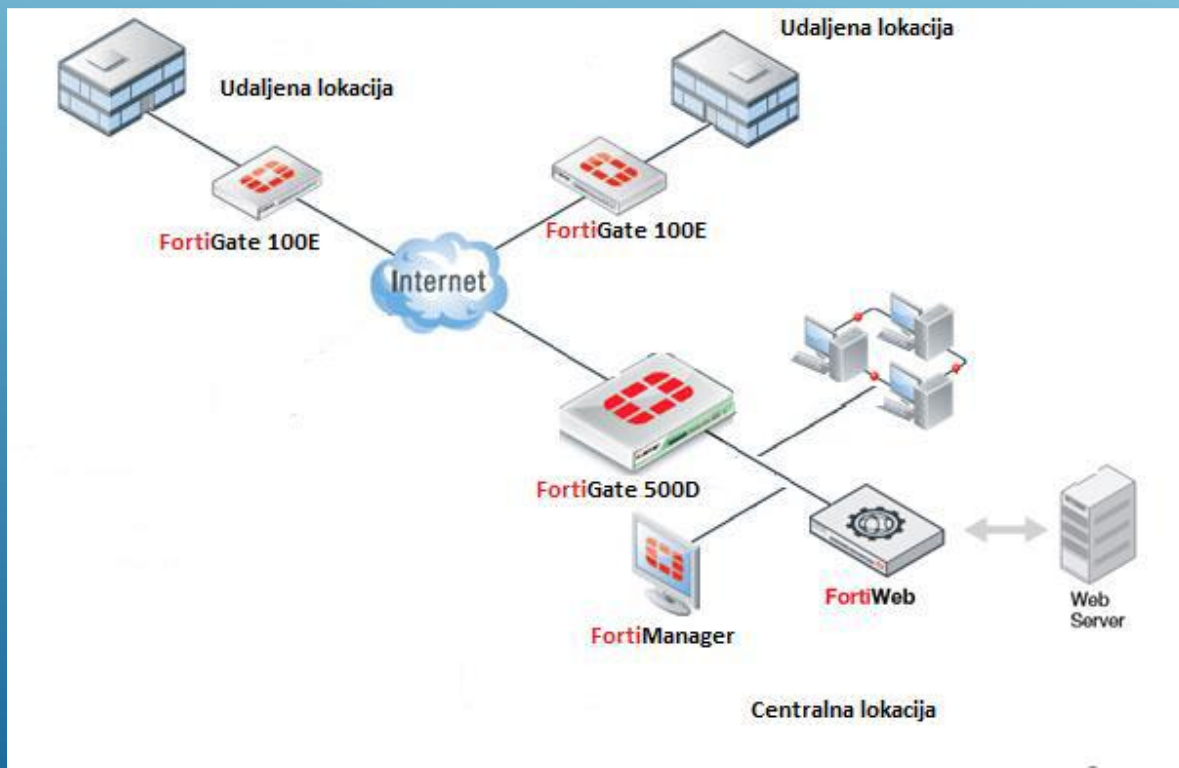 Udaljena lokacija
Udaljena lokacija
FortiGate 100E
FortiGate 100E
Internet
FortiGate 500D
FortiWeb
Web
Server
FortiManager
Centralna lokacija